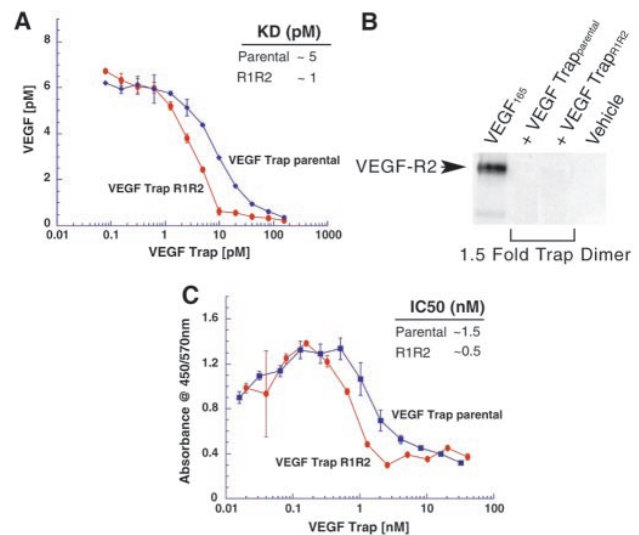 A
KD (pM)
Parental ~ 5
R1R2 ~ 1
VEGF [pM]
8
6
4
2
0
VEGF Trap parental
VEGF Trap R1R2
0.01 0.1 1 10 100 1000
VEGF Trap [pM]
B
VEGF165
+ VEGF Trapparental
+ VEGF TrapR1R2
Vehicle
VEGF-R2
1.5 Fold Trap Dimer
C
IC50 (nM)
Parental ~1.5
R1R2 ~0.5
Absorbance @ 450/570nm
1.6
1.2
0.8
0.4
0
VEGF Trap parental
VEGF Trap R1R2
0.01 0.1 1 10 100
VEGF Trap [nM]